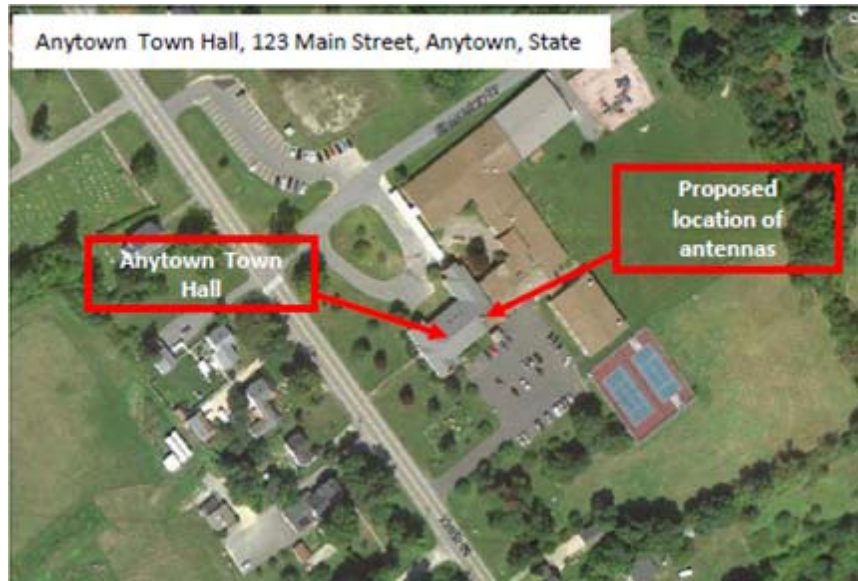 Anytown Town Hall, 123 Main Street, Anytown, State
Proposed
location of
antennas
Anytown Town
Hall